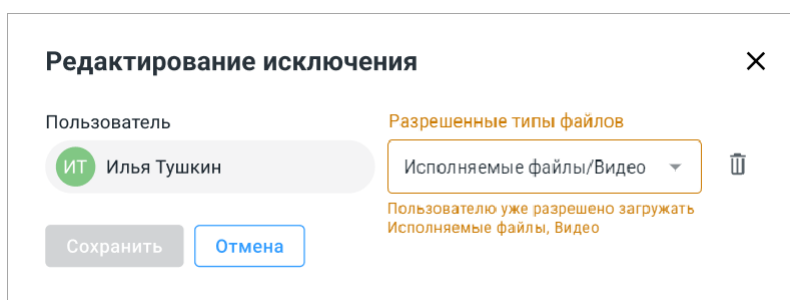 Редактирование исключения
Пользователь
Разрешенные типы файлов
ИТ Илья Тушкин
Исполняемые файлы/Видео
Пользователю уже разрешено загружать
Исполняемые файлы, Видео
Сохранить
Отмена